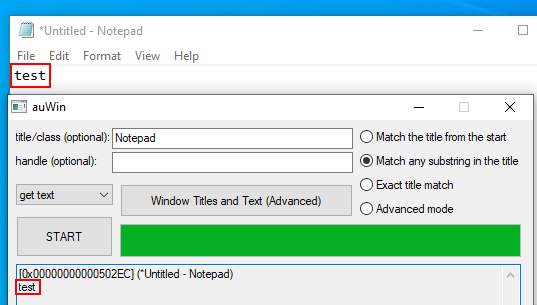 *Untitled - Notepad
File Edit Format View Help
test
auWin
title/class (optional): Notepad
Match the title from the start
handle (optional):
Match any substring in the title
get text
Window Titles and Text (Advanced)
Exact title match
Advanced mode
START
[0x00000000000502EC] (*Untitled - Notepad)
test